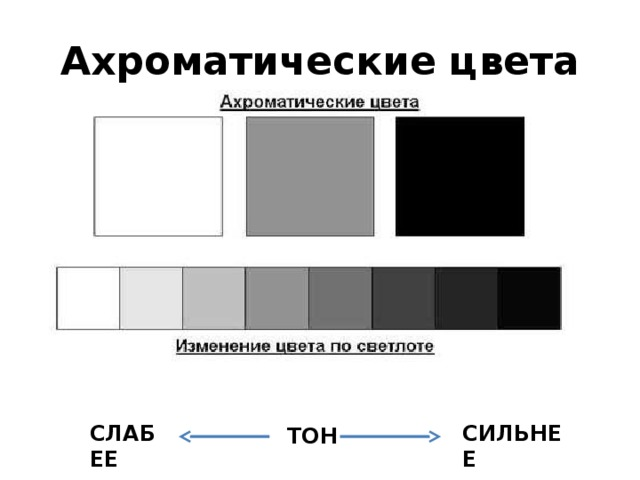 Ахроматические цвета
Ахроматические цвета
Изменение цвета по светлоте
СЛАБ
ЕЕ
ТОН
СИЛЬНЕ
Е